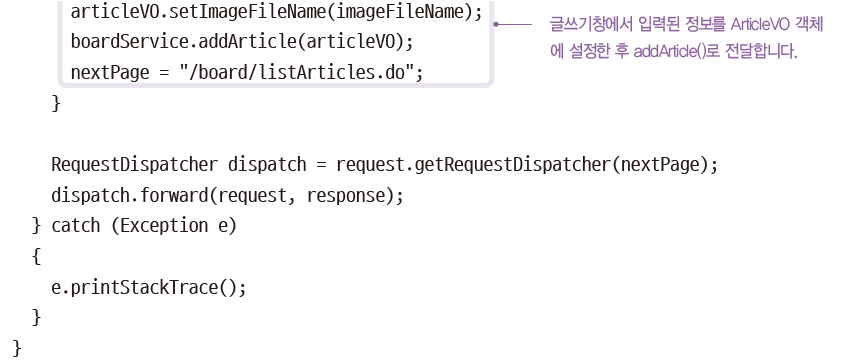 articleVO.setImageFileName(imageFileName);
boardService.addArticle(articleVO);
nextPage = "/board/listArticles.do";
}
글쓰기창에서 입력된 정보를 ArticleVO 객체
에 설정한 후 addArticle()로 전달합니다.
RequestDispatcher dispatch = request.getRequestDispatcher(nextPage);
dispatch.forward(request, response);
} catch (Exception e)
{
e.printStackTrace();
}
}